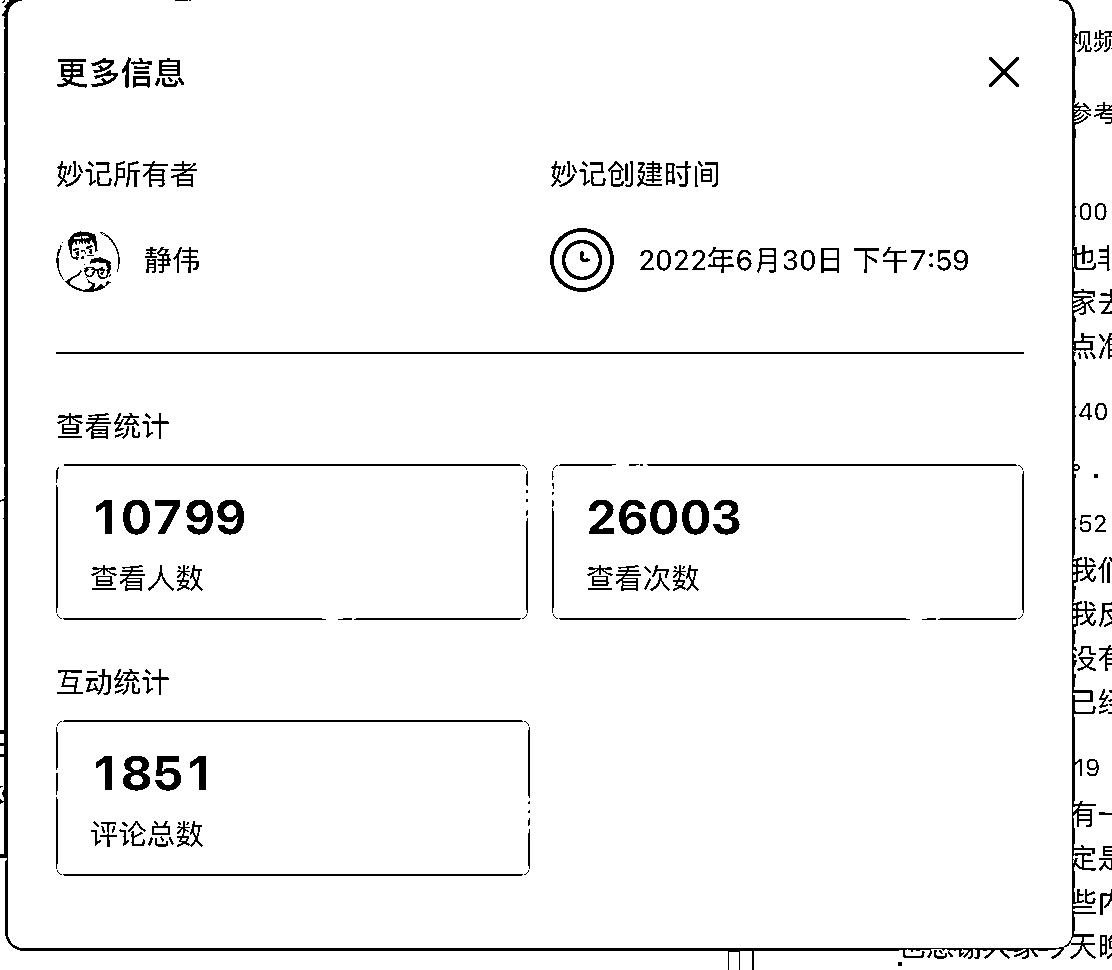 更多信息
妙记所有者
妙记创建时间
静伟
2022年6月30日 下午7:59
查看统计
10799
26003
查看人数
查看次数
互动统计
1851
评论总数
视频
参考
:00
也非
家去
点准
:40
:52
我们
我反
没有
已经
19
有一
定是
些内